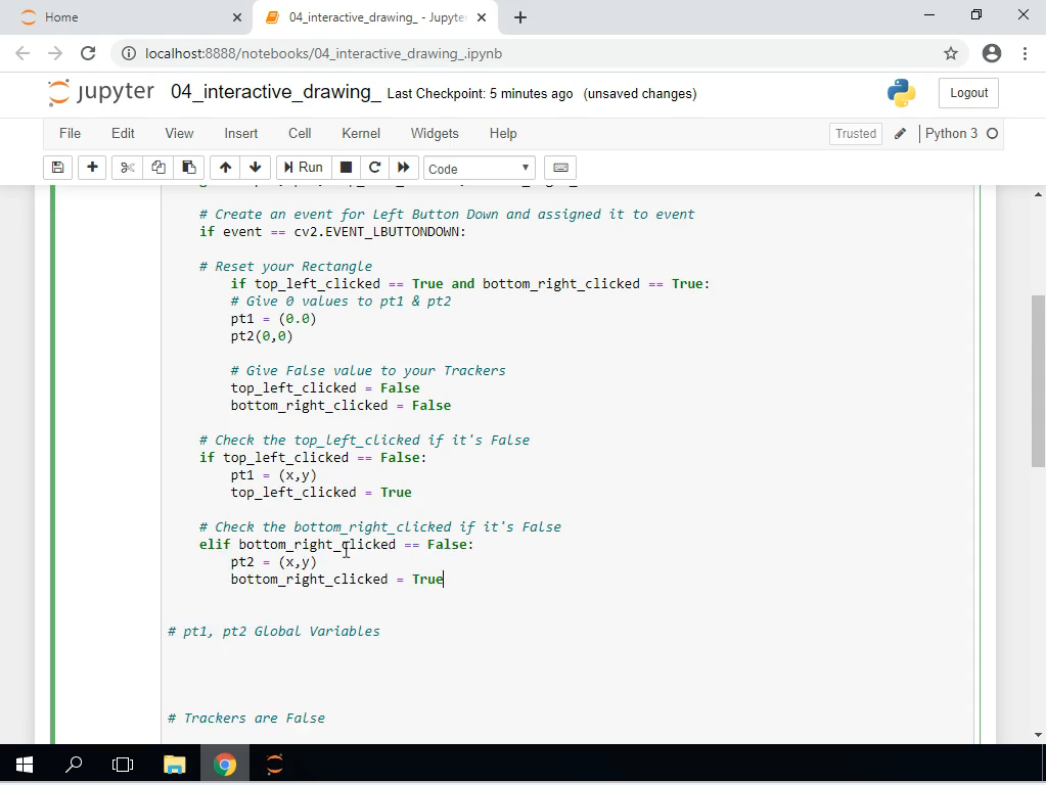 Home
04_interactive_drawing_ - Jupyte
localhost:8888/notebooks/04_interactive_drawing_.ipynb
jupyter 04_interactive_drawing_ Last Checkpoint: 5 minutes ago (unsaved changes)
Logout
File Edit View Insert Cell Kernel Widgets Help
Trusted Python 3
Run Code
# Create an event for Left Button Down and assigned it to event
if event == cv2.EVENT_LBUTTONDOWN:
# Reset your Rectangle
if top_left_clicked == True and bottom_right_clicked == True:
# Give 0 values to pt1 & pt2
pt1 = (0.0)
pt2(0,0)
# Give False value to your Trackers
top_left_clicked = False
bottom_right_clicked = False
# Check the top_left_clicked if it's False
if top_left_clicked == False:
pt1 = (x,y)
top_left_clicked = True
# Check the bottom_right_clicked if it's False
elif bottom_right_clicked == False:
pt2 = (x,y)
bottom_right_clicked = True
# pt1, pt2 Global Variables
# Trackers are False